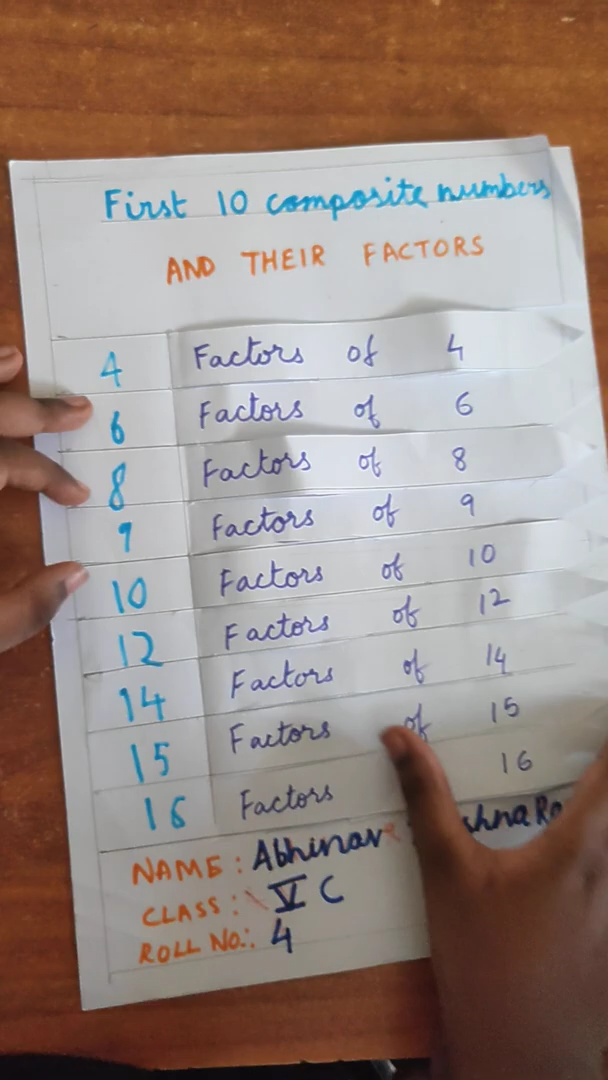 First 10 composite numbers
AND THEIR FACTORS
4 Factors of 4
6 Factors of 6
8 Factors of 8
9 Factors of 9
10 Factors of 10
12 Factors of 12
14 Factors of 14
15 Factors of 15
16 Factors 16
NAME: Abhinav
CLASS: V C
ROLL NO.: 4